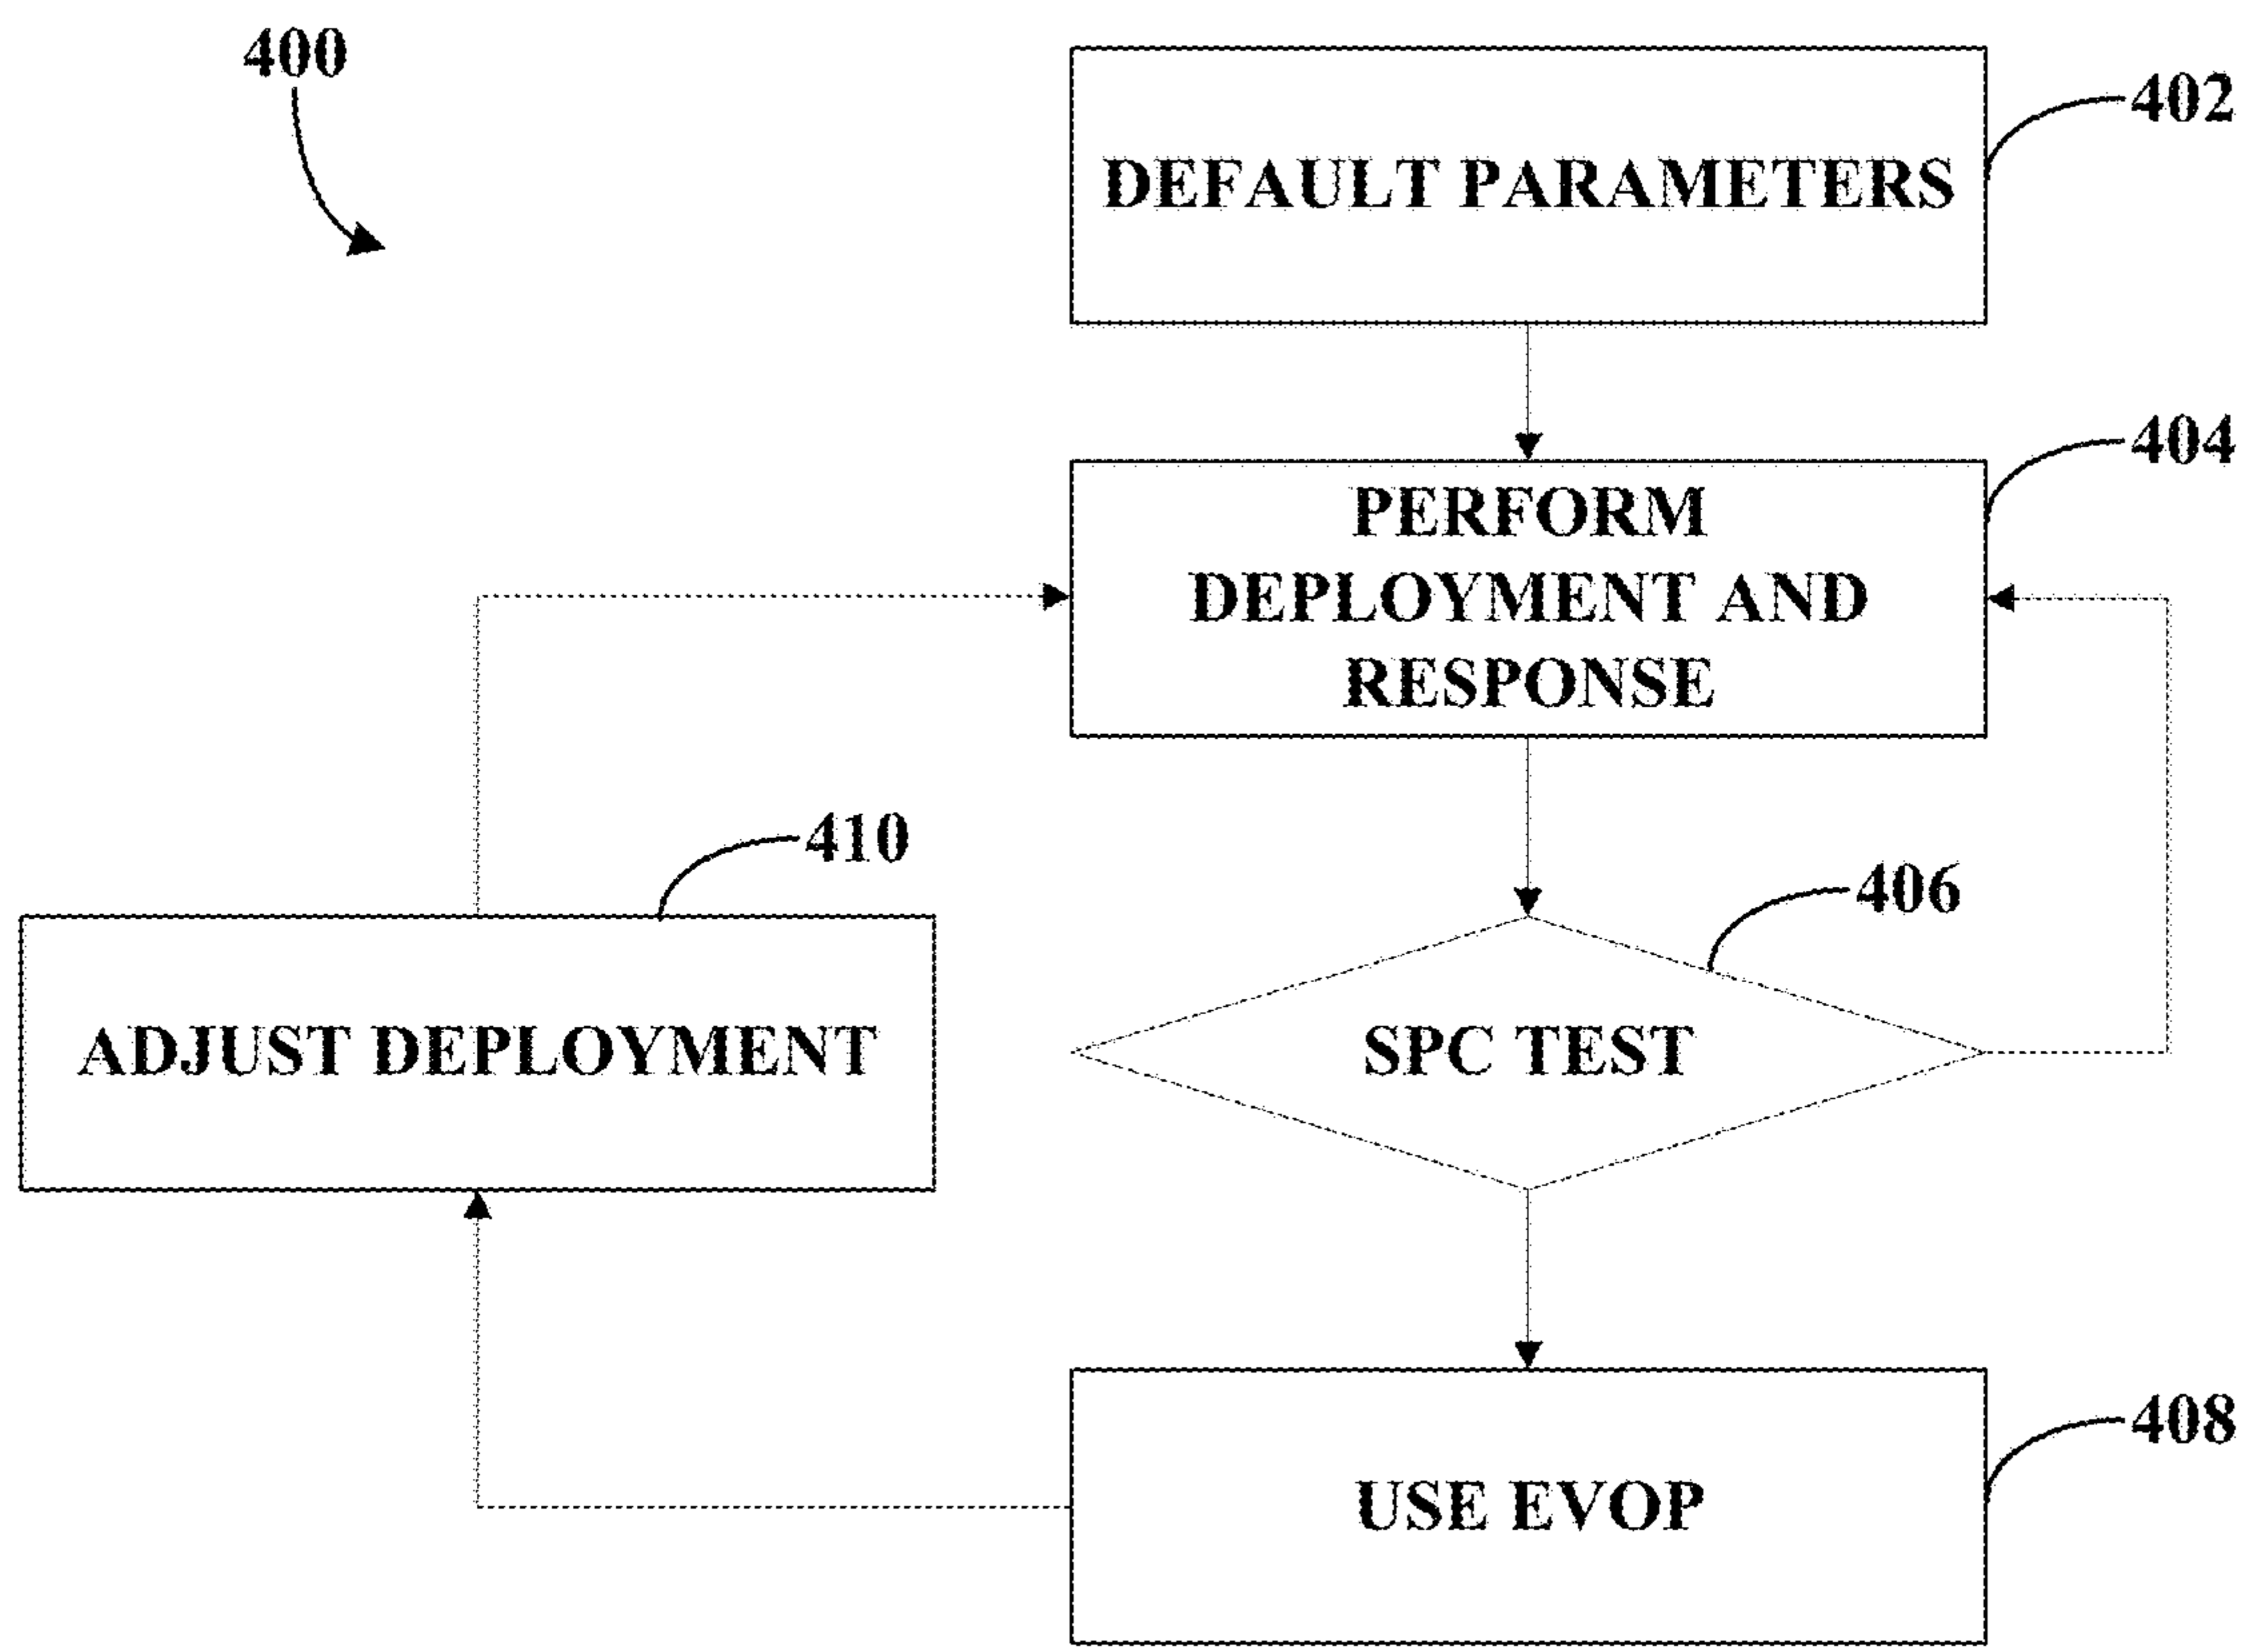 400
402
DEFAULT PARAMETERS
404
PERFORM
DEPLOYMENT AND
RESPONSE
410
406
ADJUST DEPLOYMENT
SPC TEST
408
USE EVOP